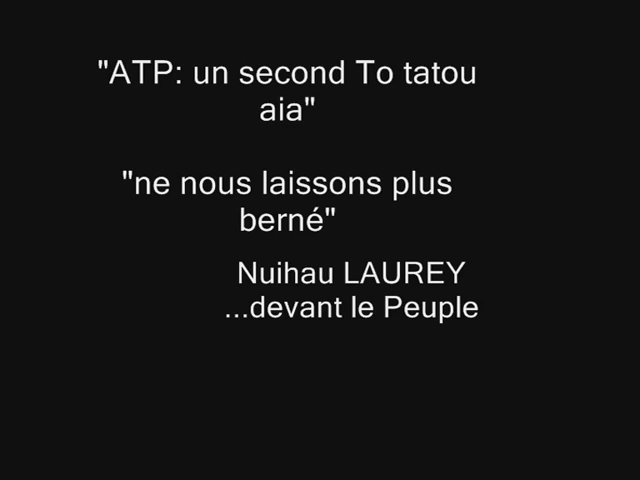 "ATP: un second To tatou
aia"
"ne nous laissons plus
berné"
Nuihau LAUREY
...devant le Peuple